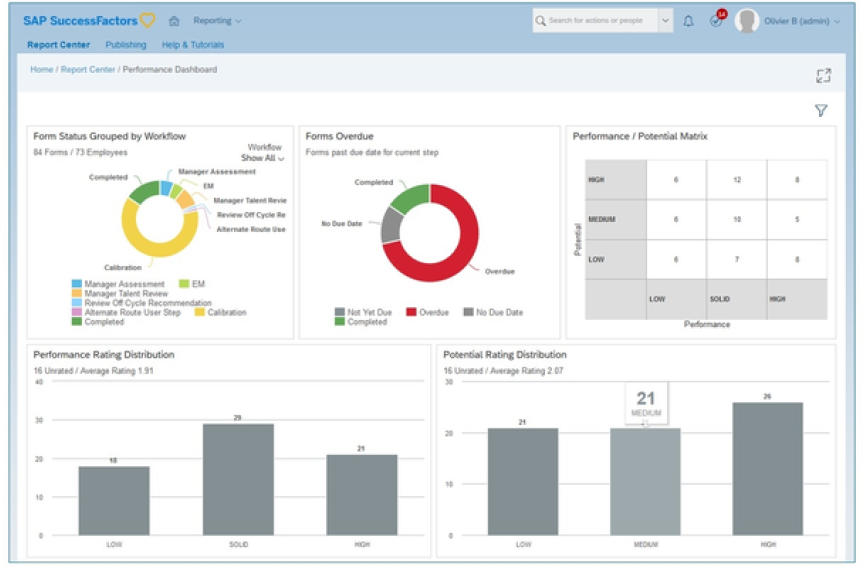 SAP SuccessFactors Reporting Search for actions or people 14 Olivier B (admin)
Report Center Publishing Help & Tutorials
Home / Report Center / Performance Dashboard
Form Status Grouped by Workflow
84 Forms / 73 Employees
Workflow
Show All
Completed
Manager Assessment
EM
Manager Talent Revie
Review Off Cycle Re
Alternate Route Use
Calibration
Manager Assessment EM
Manager Talent Review
Review Off Cycle Recommendation
Alternate Route User Step Calibration
Completed
Forms Overdue
Forms past due date for current step
Completed
No Due Date
Overdue
Not Yet Due Overdue No Due Date
Completed
Performance / Potential Matrix
Potential
HIGH 6 12 8
MEDIUM 6 10 5
LOW 6 7 8
LOW SOLID HIGH
Performance
Performance Rating Distribution
16 Unrated / Average Rating 1.91
40
30
20
10
0
18
29
21
LOW SOLID HIGH
Potential Rating Distribution
16 Unrated / Average Rating 2.07
30
20
10
0
21
21
MEDIUM
26
LOW MEDIUM HIGH